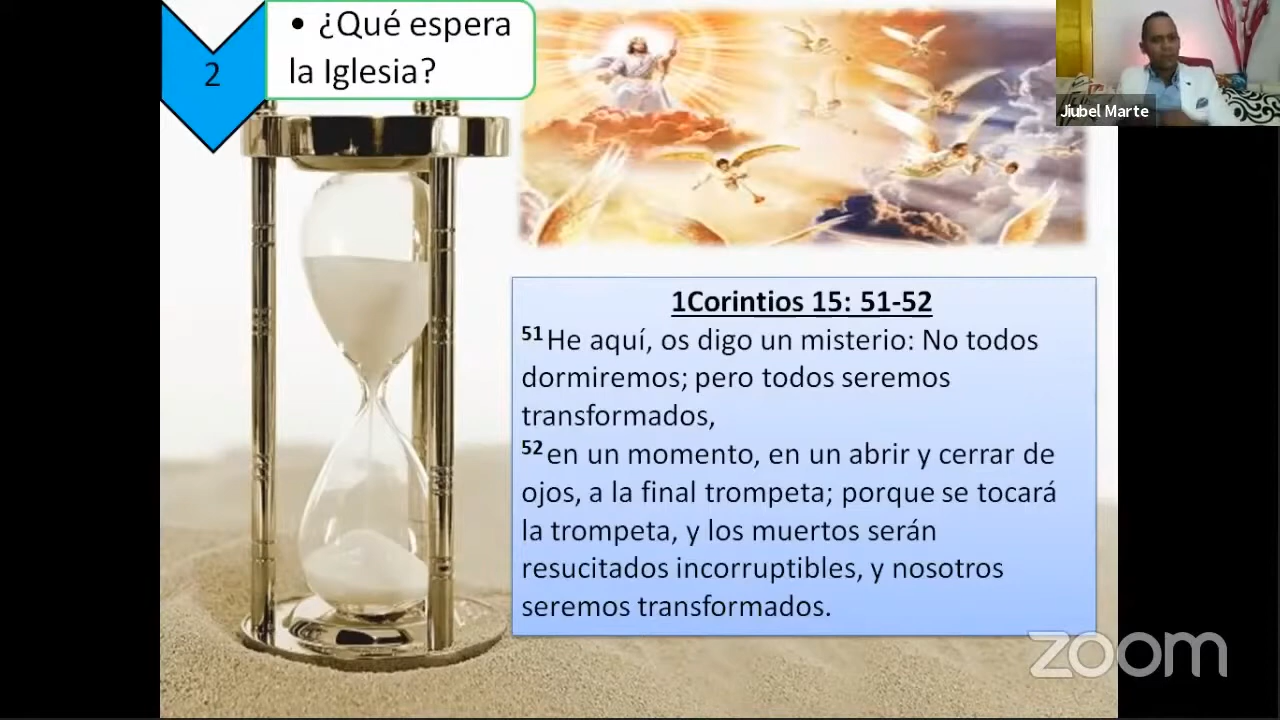 2
• ¿Qué espera
la Iglesia?
Jiubel Marte
1Corintios 15: 51-52
51 He aquí, os digo un misterio: No todos
dormiremos; pero todos seremos
transformados,
52 en un momento, en un abrir y cerrar de
ojos, a la final trompeta; porque se tocará
la trompeta, y los muertos serán
resucitados incorruptibles, y nosotros
seremos transformados.
zoom